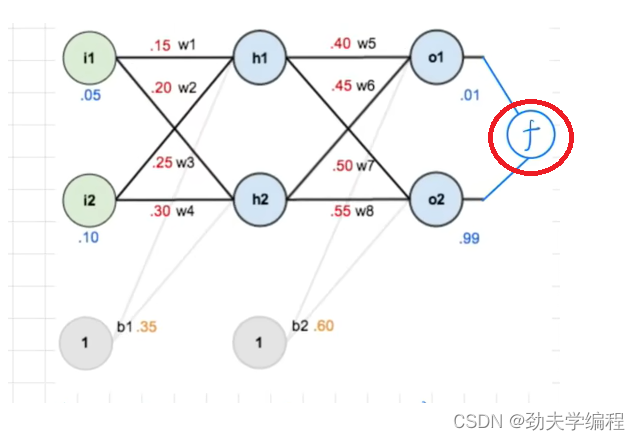 i1 .15 w1 h1 .40 w5 o1
.05 .20 w2 .45 w6 .01
f
.25 w3 .50 w7
i2 .30 w4 h2 .55 w8 o2
.10 .99
1 b1 .35 1 b2 .60
CSDN @劲夫学编程